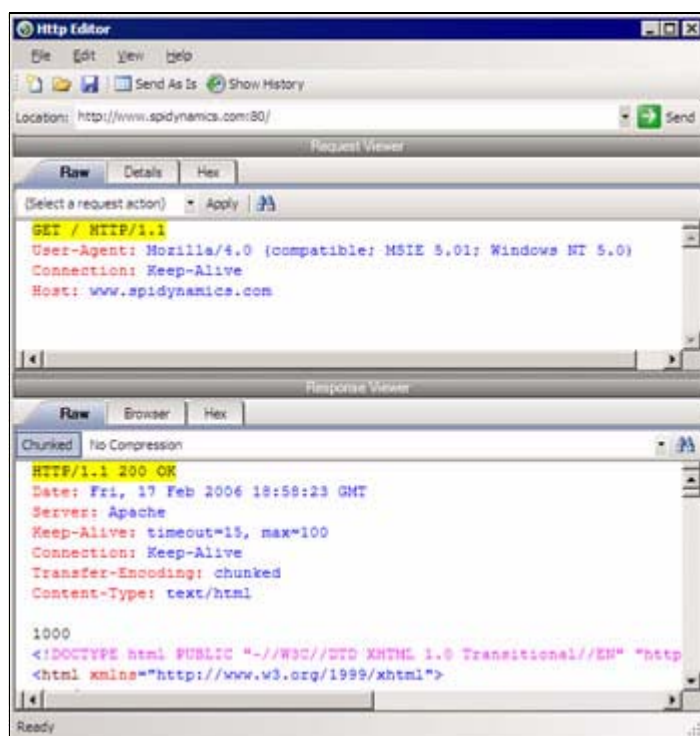 Http Editor
File Edit View Help
Send As Is Show History
Location: http://www.spidynamics.com:80/ Send
Request Viewer
Raw Details Hex
(Select a request action) Apply
GET / HTTP/1.1
User-Agent: Mozilla/4.0 (compatible; MSIE 5.01; Windows NT 5.0)
Connection: Keep-Alive
Host: www.spidynamics.com
Response Viewer
Raw Browser Hex
Chunked No Compression
HTTP/1.1 200 OK
Date: Fri, 17 Feb 2006 18:58:23 GMT
Server: Apache
Keep-Alive: timeout=15, max=100
Connection: Keep-Alive
Transfer-Encoding: chunked
Content-Type: text/html
1000
<!DOCTYPE html PUBLIC "-//W3C//DTD XHTML 1.0 Transitional//EN" "http
<html xmlns="http://www.w3.org/1999/xhtml">
Ready